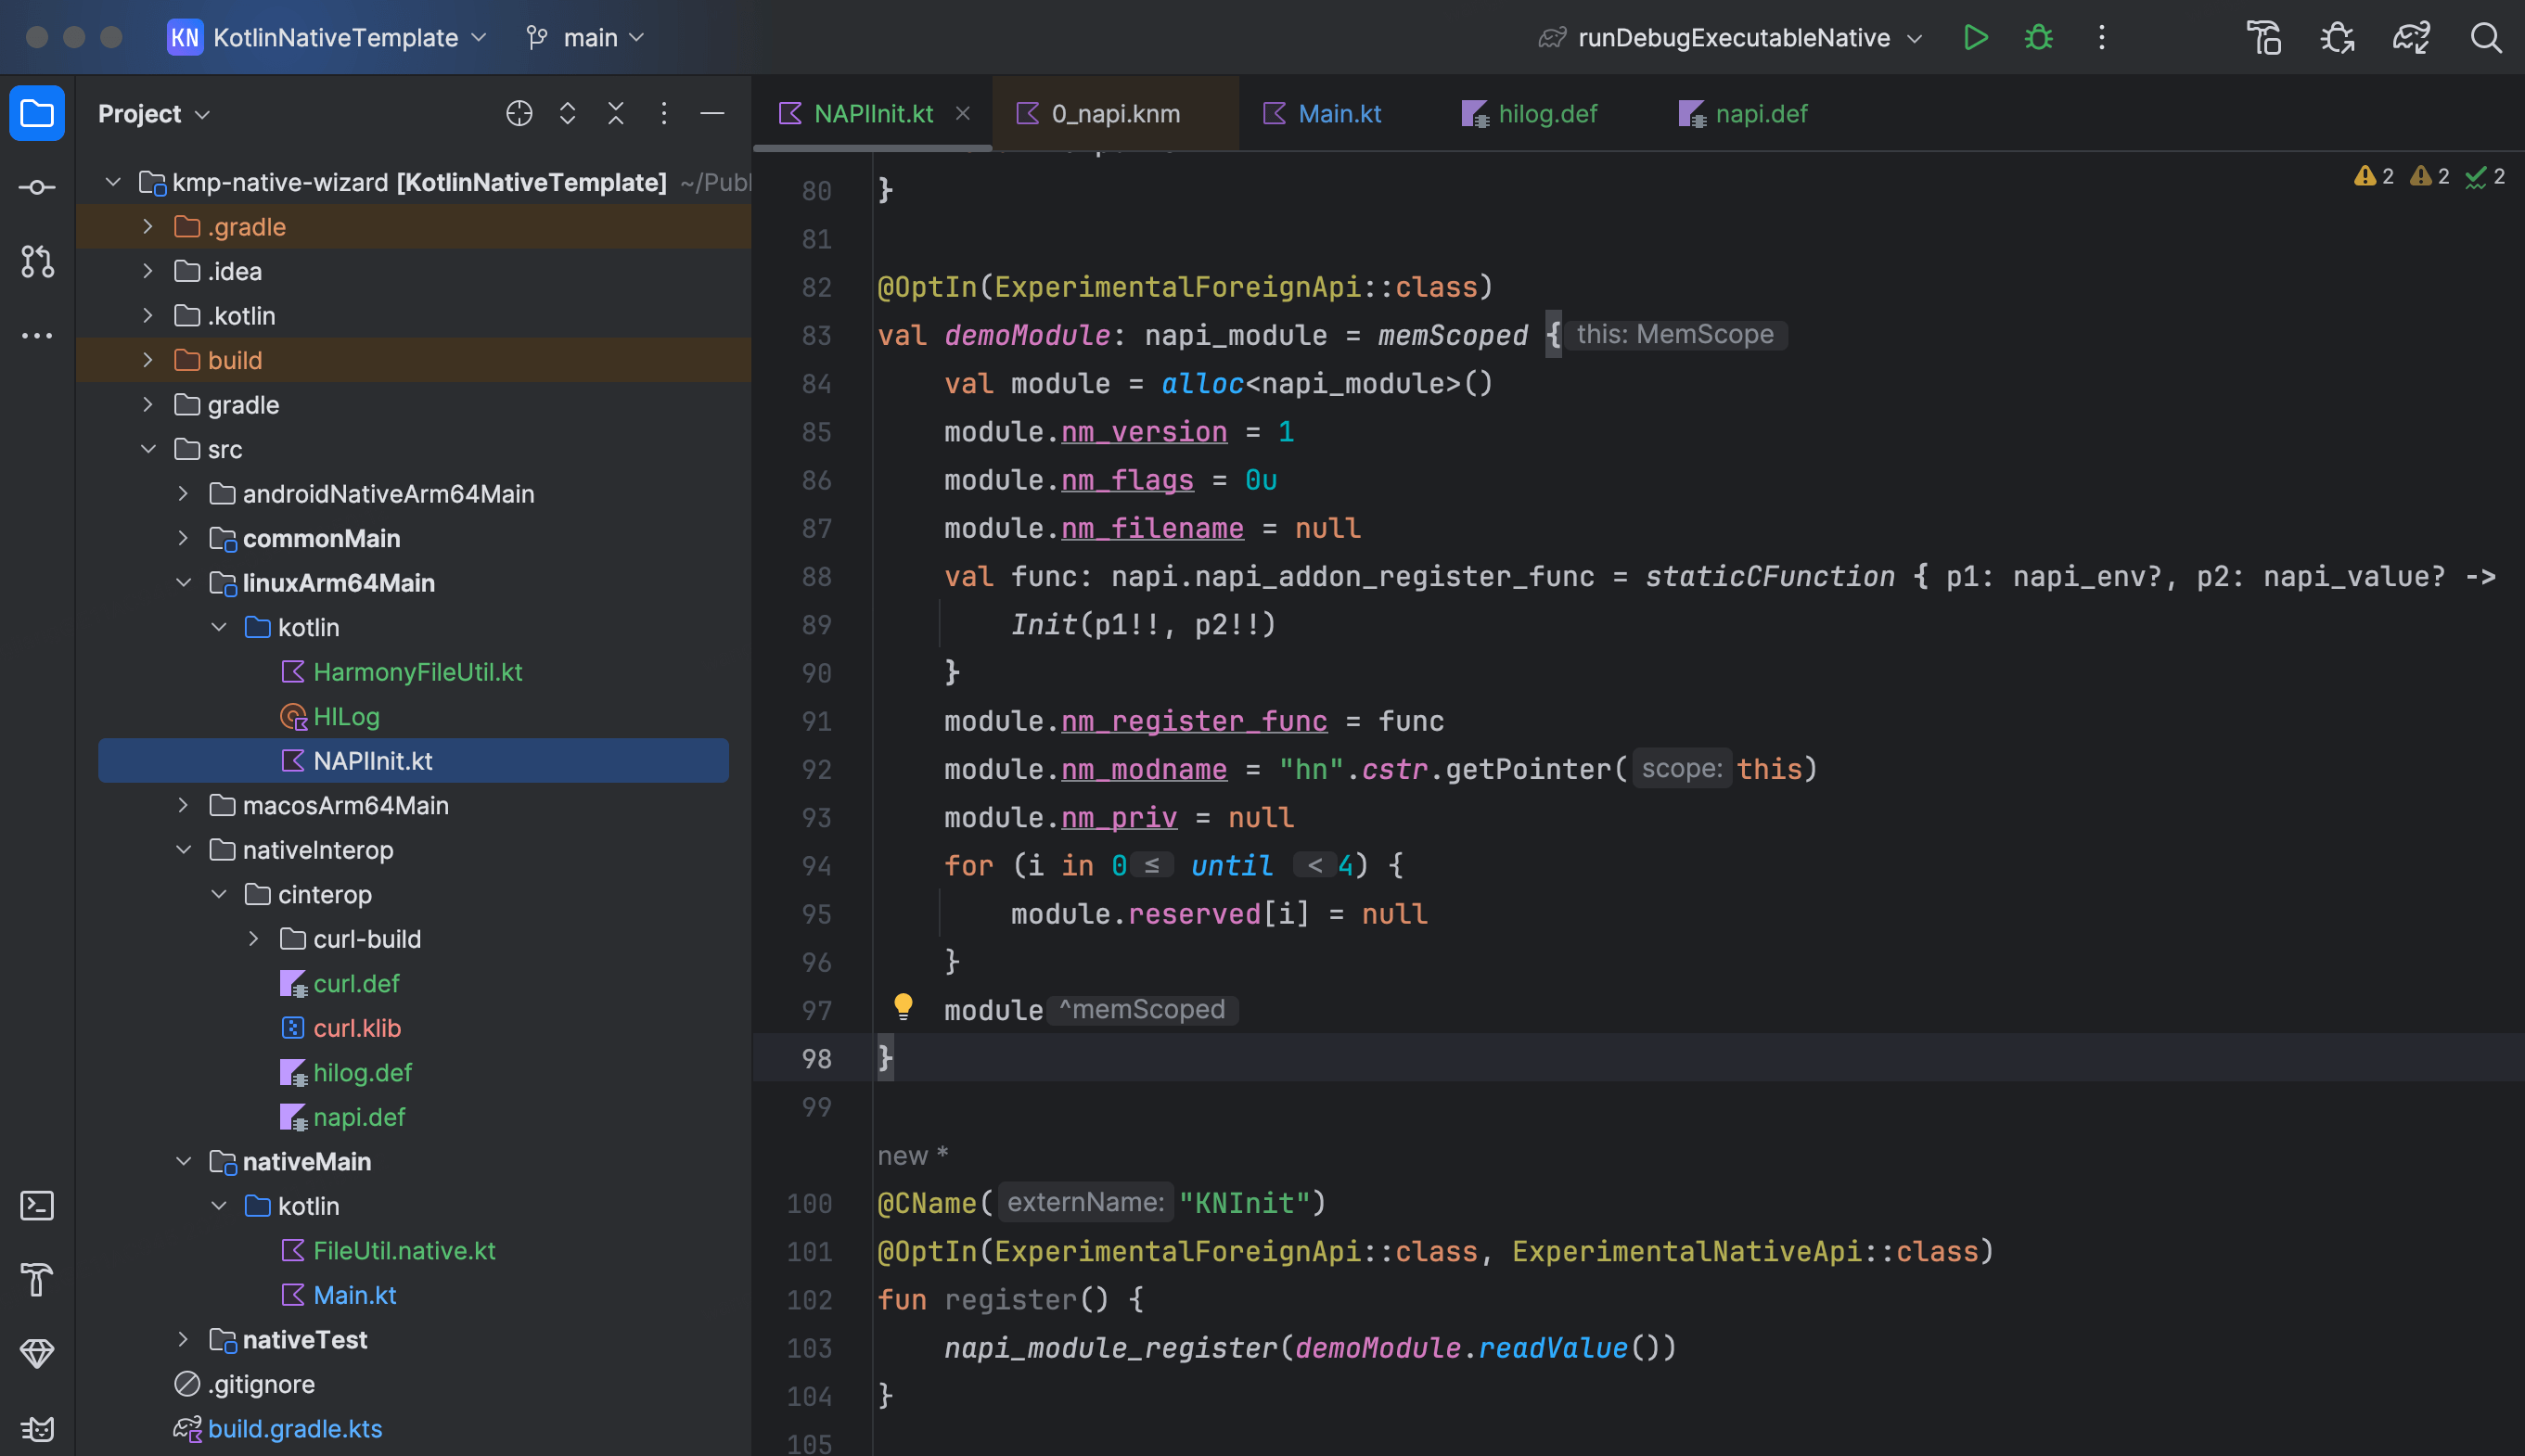 KN KotlinNativeTemplate main runDebugExecutableNative
Project
kmp-native-wizard [KotlinNativeTemplate] ~/Publ
.gradle
.idea
.kotlin
build
gradle
src
androidNativeArm64Main
commonMain
linuxArm64Main
kotlin
HarmonyFileUtil.kt
HILog
NAPIInit.kt
macosArm64Main
nativeInterop
cinterop
curl-build
curl.def
curl.klib
hilog.def
napi.def
nativeMain
kotlin
FileUtil.native.kt
Main.kt
nativeTest
.gitignore
build.gradle.kts
NAPIInit.kt 0_napi.knm Main.kt hilog.def napi.def
2 2 2
80 }
81
82 @OptIn(ExperimentalForeignApi::class)
83 val demoModule: napi_module = memScoped { this: MemScope
84 val module = alloc<napi_module>()
85 module.nm_version = 1
86 module.nm_flags = 0u
87 module.nm_filename = null
88 val func: napi.napi_addon_register_func = staticCFunction { p1: napi_env?, p2: napi_value? ->
89 Init(p1!!, p2!!)
90 }
91 module.nm_register_func = func
92 module.nm_modname = "hn".cstr.getPointer( scope: this)
93 module.nm_priv = null
94 for (i in 0 ≤ until < 4) {
95 module.reserved[i] = null
96 }
97 module ^memScoped
98 }
99
new *
100 @CName( externName: "KNInit")
101 @OptIn(ExperimentalForeignApi::class, ExperimentalNativeApi::class)
102 fun register() {
103 napi_module_register(demoModule.readValue())
104 }
105